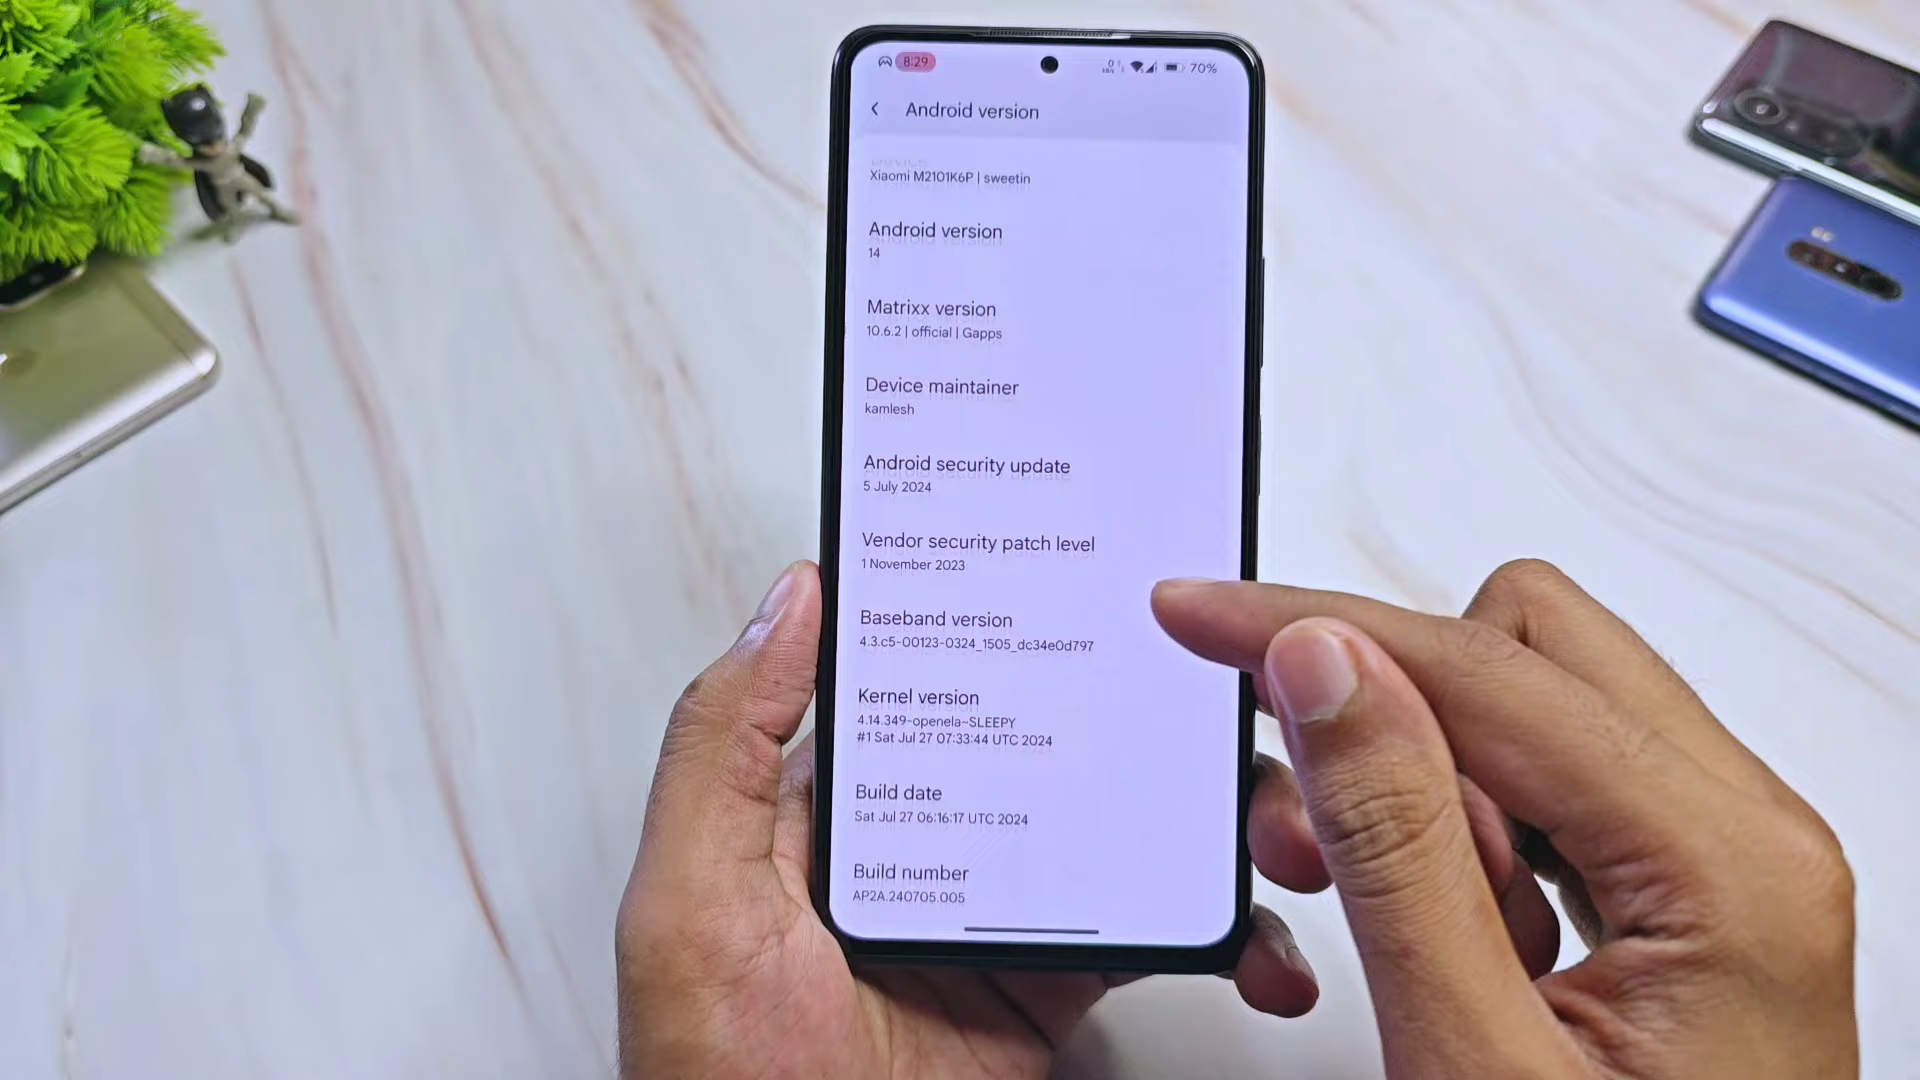 8:29
70%
Android version
Device
Xiaomi M2101K6P | sweetin
Android version
14
Matrixx version
10.6.2 | official | Gapps
Device maintainer
kamlesh
Android security update
5 July 2024
Vendor security patch level
1 November 2023
Baseband version
4.3.c5-00123-0324_1505_dc34e0d797
Kernel version
4.14.349-openela~SLEEPY
#1 Sat Jul 27 07:33:44 UTC 2024
Build date
Sat Jul 27 06:16:17 UTC 2024
Build number
AP2A.240705.005